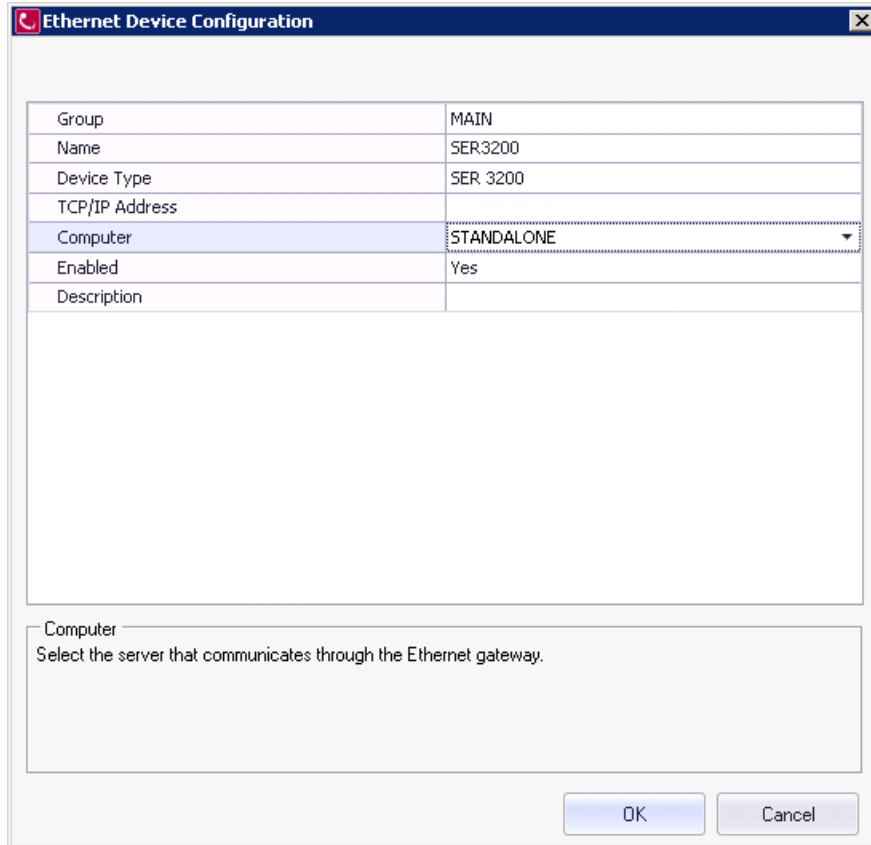 Ethernet Device Configuration
Group MAIN
Name SER3200
Device Type SER 3200
TCP/IP Address
Computer STANDALONE
Enabled Yes
Description
Computer
Select the server that communicates through the Ethernet gateway.
OK Cancel